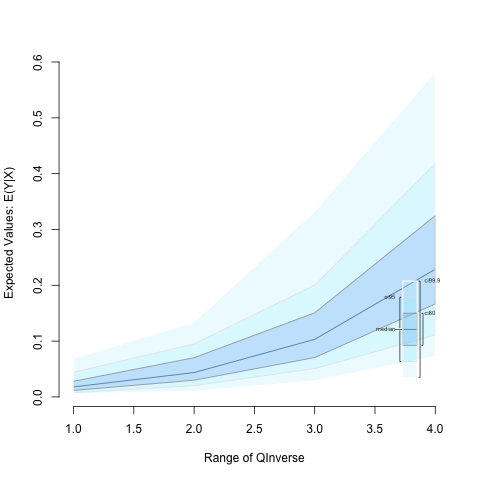 0.6
0.5
0.4
0.3
0.2
0.1
0.0
Expected Values: E(Y|X)
ci99.9
ci95
ci80
median
1.0 1.5 2.0 2.5 3.0 3.5 4.0
Range of QInverse